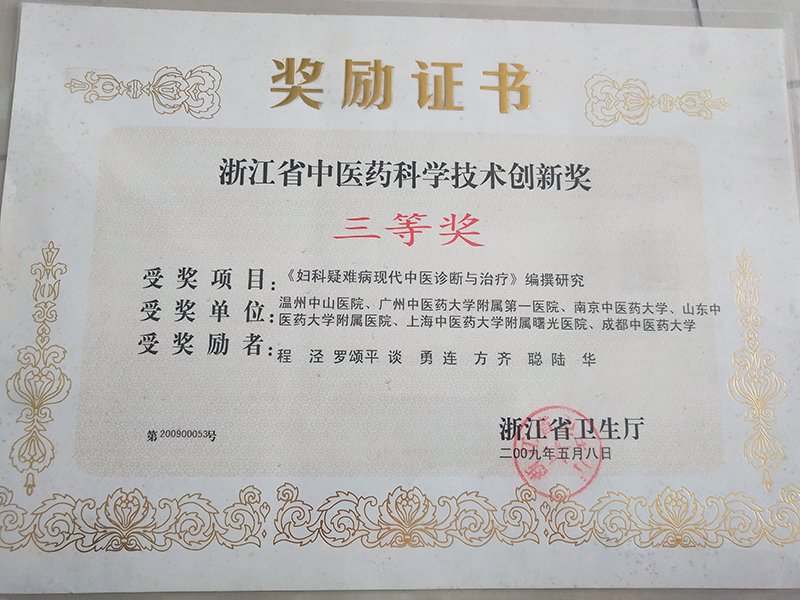 奖励证书
浙江省中医药科学技术创新奖
三等奖
受奖项目：《妇科疑难病现代中医诊断与治疗》编撰研究
受奖单位：温州中山医院、广州中医药大学附属第一医院、南京中医药大学、山东中
医药大学附属医院、上海中医药大学附属曙光医院、成都中医药大学
受奖励者：程 泾 罗颂平 谈 勇 连 方 齐 聪 陆 华
第200900053号
浙江省卫生厅
二00九年五月八日